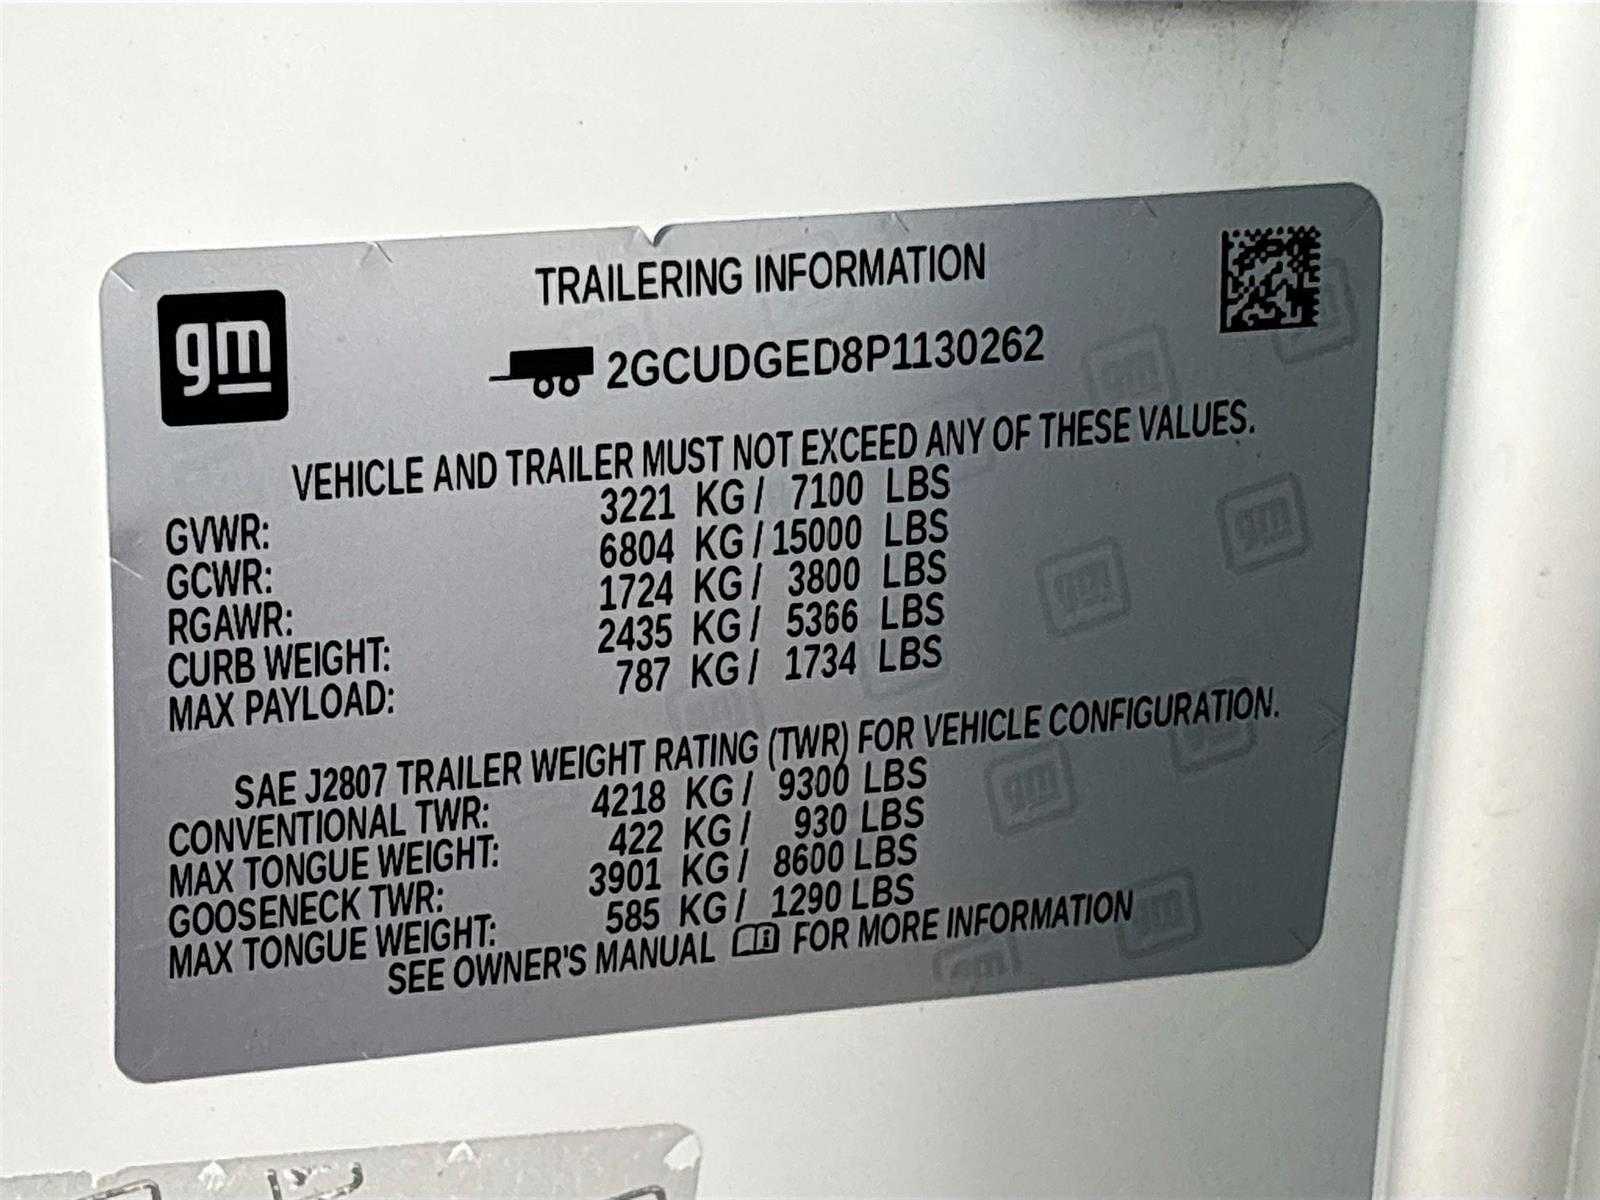 gm
TRAILERING INFORMATION
2GCUDGED8P1130262
VEHICLE AND TRAILER MUST NOT EXCEED ANY OF THESE VALUES.
GVWR: 3221 KG / 7100 LBS
GCWR: 6804 KG / 15000 LBS
RGAWR: 1724 KG / 3800 LBS
CURB WEIGHT: 2435 KG / 5366 LBS
MAX PAYLOAD: 787 KG / 1734 LBS
SAE J2807 TRAILER WEIGHT RATING (TWR) FOR VEHICLE CONFIGURATION.
CONVENTIONAL TWR: 4218 KG / 9300 LBS
MAX TONGUE WEIGHT: 422 KG / 930 LBS
GOOSENECK TWR: 3901 KG / 8600 LBS
MAX TONGUE WEIGHT: 585 KG / 1290 LBS
SEE OWNER'S MANUAL FOR MORE INFORMATION